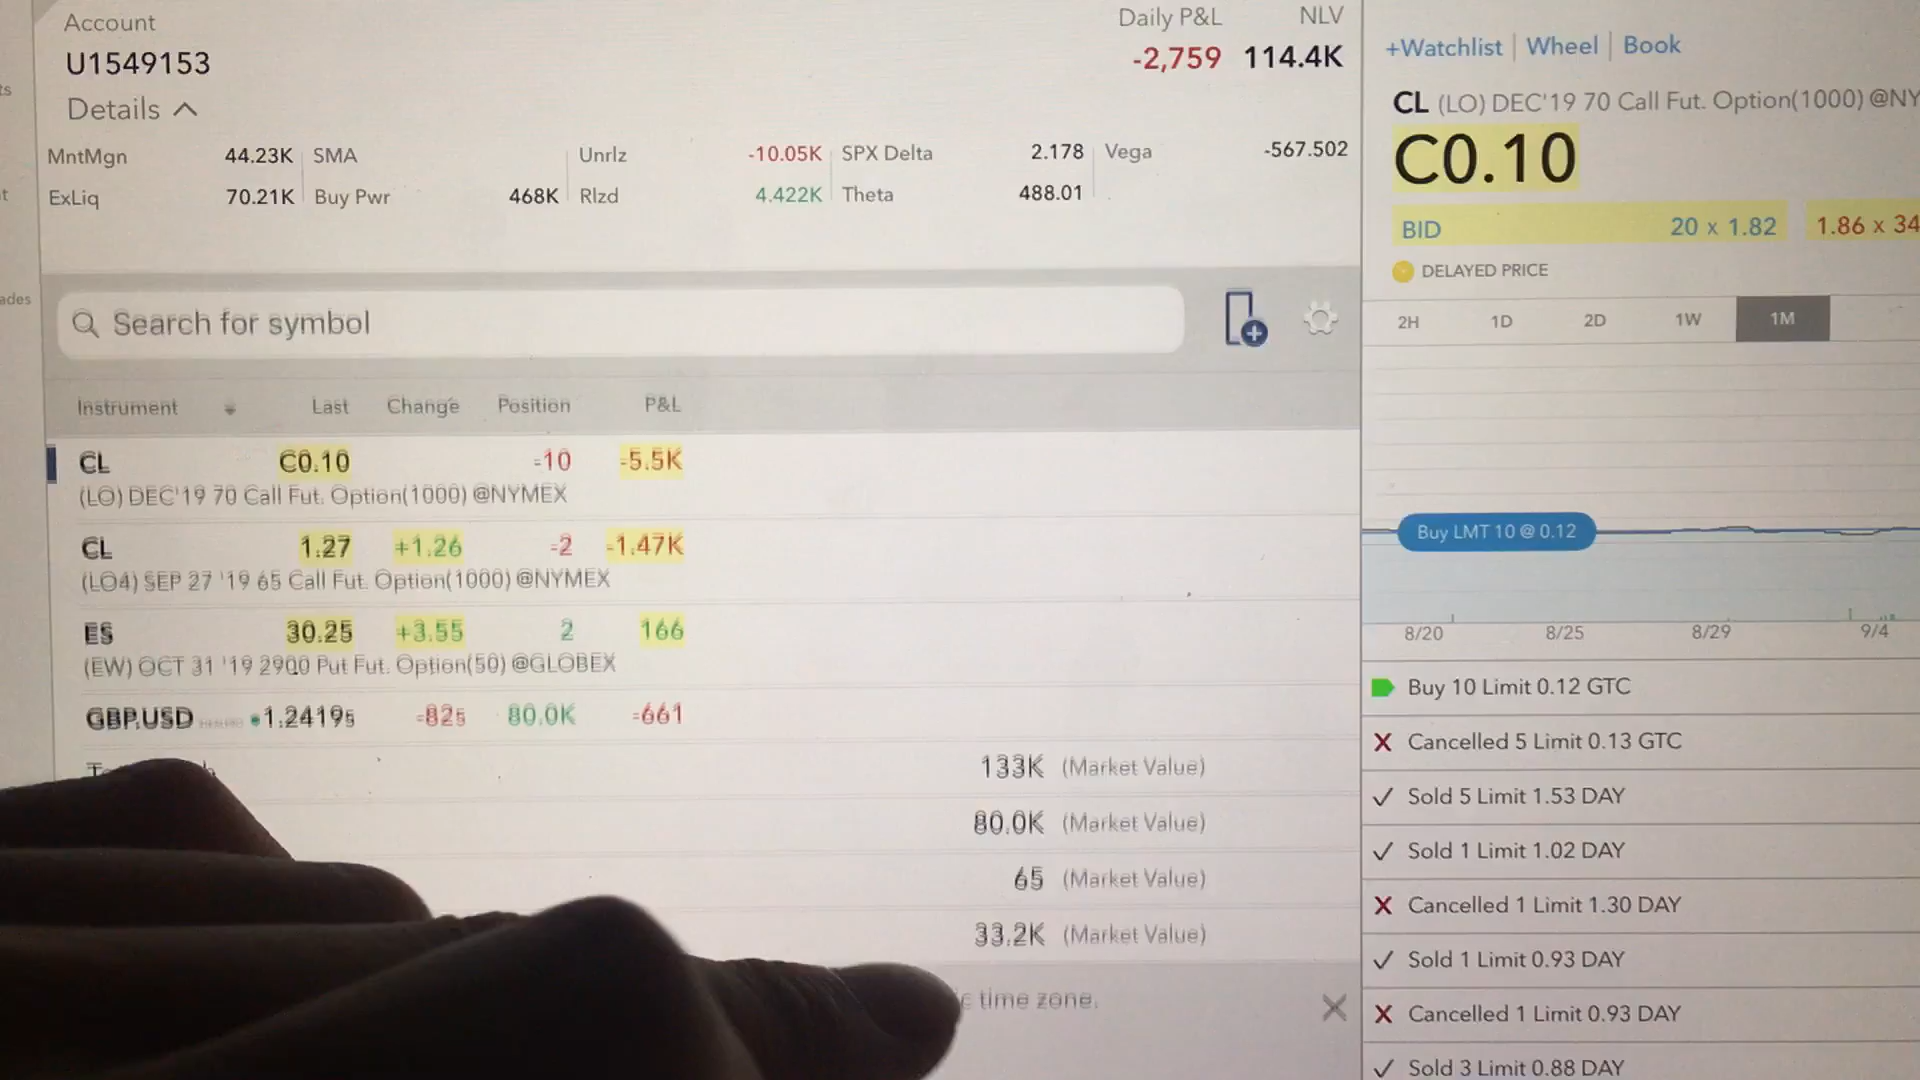 Account
U1549153
Details
Daily P&L NLV
-2,759 114.4K
MntMgn 44.23K SMA Unrlz -10.05K SPX Delta 2.178 Vega -567.502
ExLiq 70.21K Buy Pwr 468K Rlzd 4.422K Theta 488.01
ts
t
ades
Search for symbol
Instrument Last Change Position P&L
CL C0.10 -10 -5.5K
(LO) DEC'19 70 Call Fut. Option(1000) @NYMEX
CL 1.27 +1.26 -2 -1.47K
(LO4) SEP 27 '19 65 Call Fut. Option(1000) @NYMEX
ES 30.25 +3.55 2 166
(EW) OCT 31 '19 2900 Put Fut. Option(50) @GLOBEX
GBP.USD 1.24195 -825 80.0K -661
133K (Market Value)
80.0K (Market Value)
65 (Market Value)
33.2K (Market Value)
c time zone.
+Watchlist | Wheel | Book
CL (LO) DEC'19 70 Call Fut. Option(1000) @NY
C0.10
BID 20 x 1.82 1.86 x 34
DELAYED PRICE
2H 1D 2D 1W 1M
Buy LMT 10 @ 0.12
8/20 8/25 8/29 9/4
Buy 10 Limit 0.12 GTC
Cancelled 5 Limit 0.13 GTC
Sold 5 Limit 1.53 DAY
Sold 1 Limit 1.02 DAY
Cancelled 1 Limit 1.30 DAY
Sold 1 Limit 0.93 DAY
Cancelled 1 Limit 0.93 DAY
Sold 3 Limit 0.88 DAY